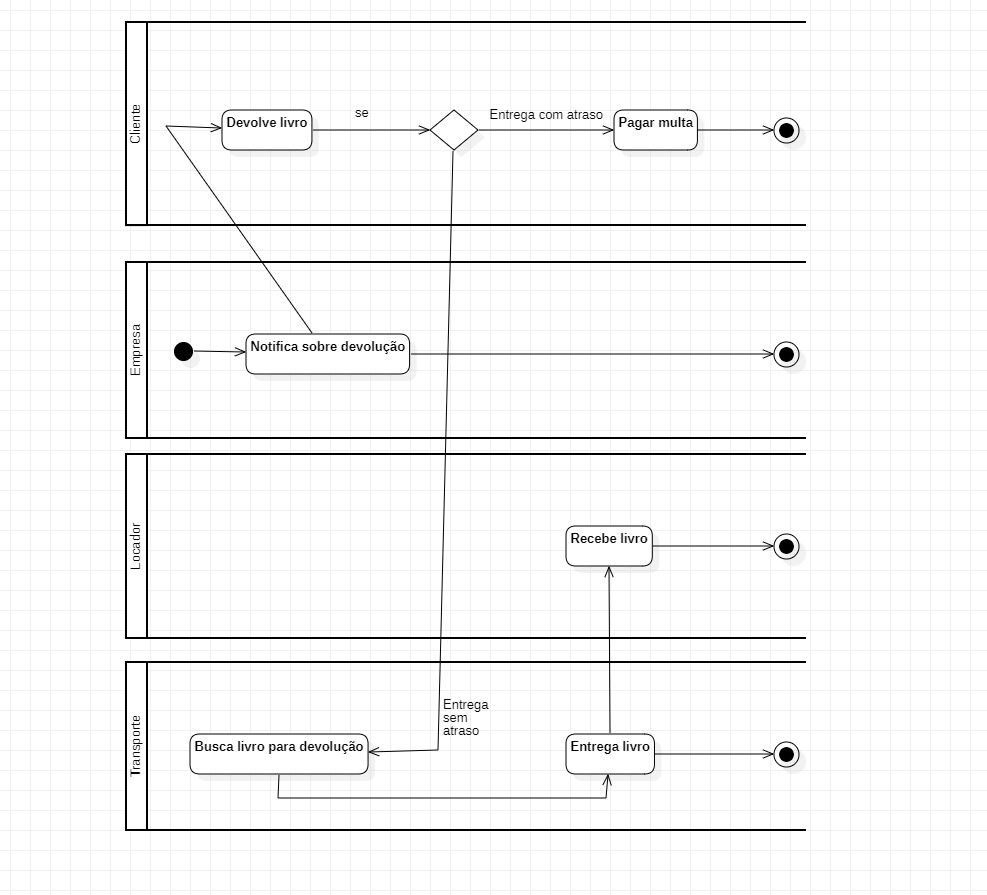 Cliente
Devolve livro
se
Entrega com atraso
Pagar multa
Empresa
Notifica sobre devolução
Locador
Recebe livro
Transporte
Entrega
sem
atraso
Busca livro para devolução
Entrega livro